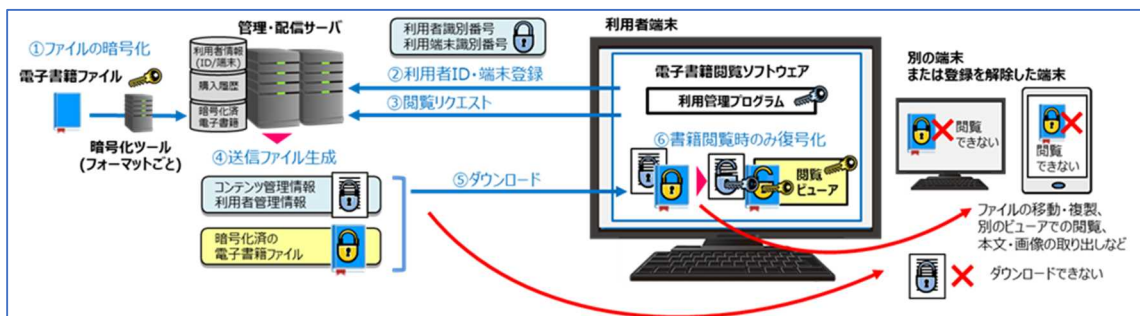 ①ファイルの暗号化
電子書籍ファイル
暗号化ツール
(フォーマットごと)
管理・配信サーバ
利用者情報
(ID/端末)
購入履歴
暗号化済
電子書籍
④送信ファイル生成
コンテンツ管理情報
利用者管理情報
暗号化済の
電子書籍ファイル
利用者識別番号
利用端末識別番号
②利用者ID・端末登録
③閲覧リクエスト
⑤ダウンロード
利用者端末
電子書籍閲覧ソフトウェア
利用管理プログラム
⑥書籍閲覧時のみ復号化
閲覧
ビューア
別の端末
または登録を解除した端末
閲覧
できない
閲覧
できない
ファイルの移動・複製、
別のビューアでの閲覧、
本文・画像の取り出しなど
ダウンロードできない